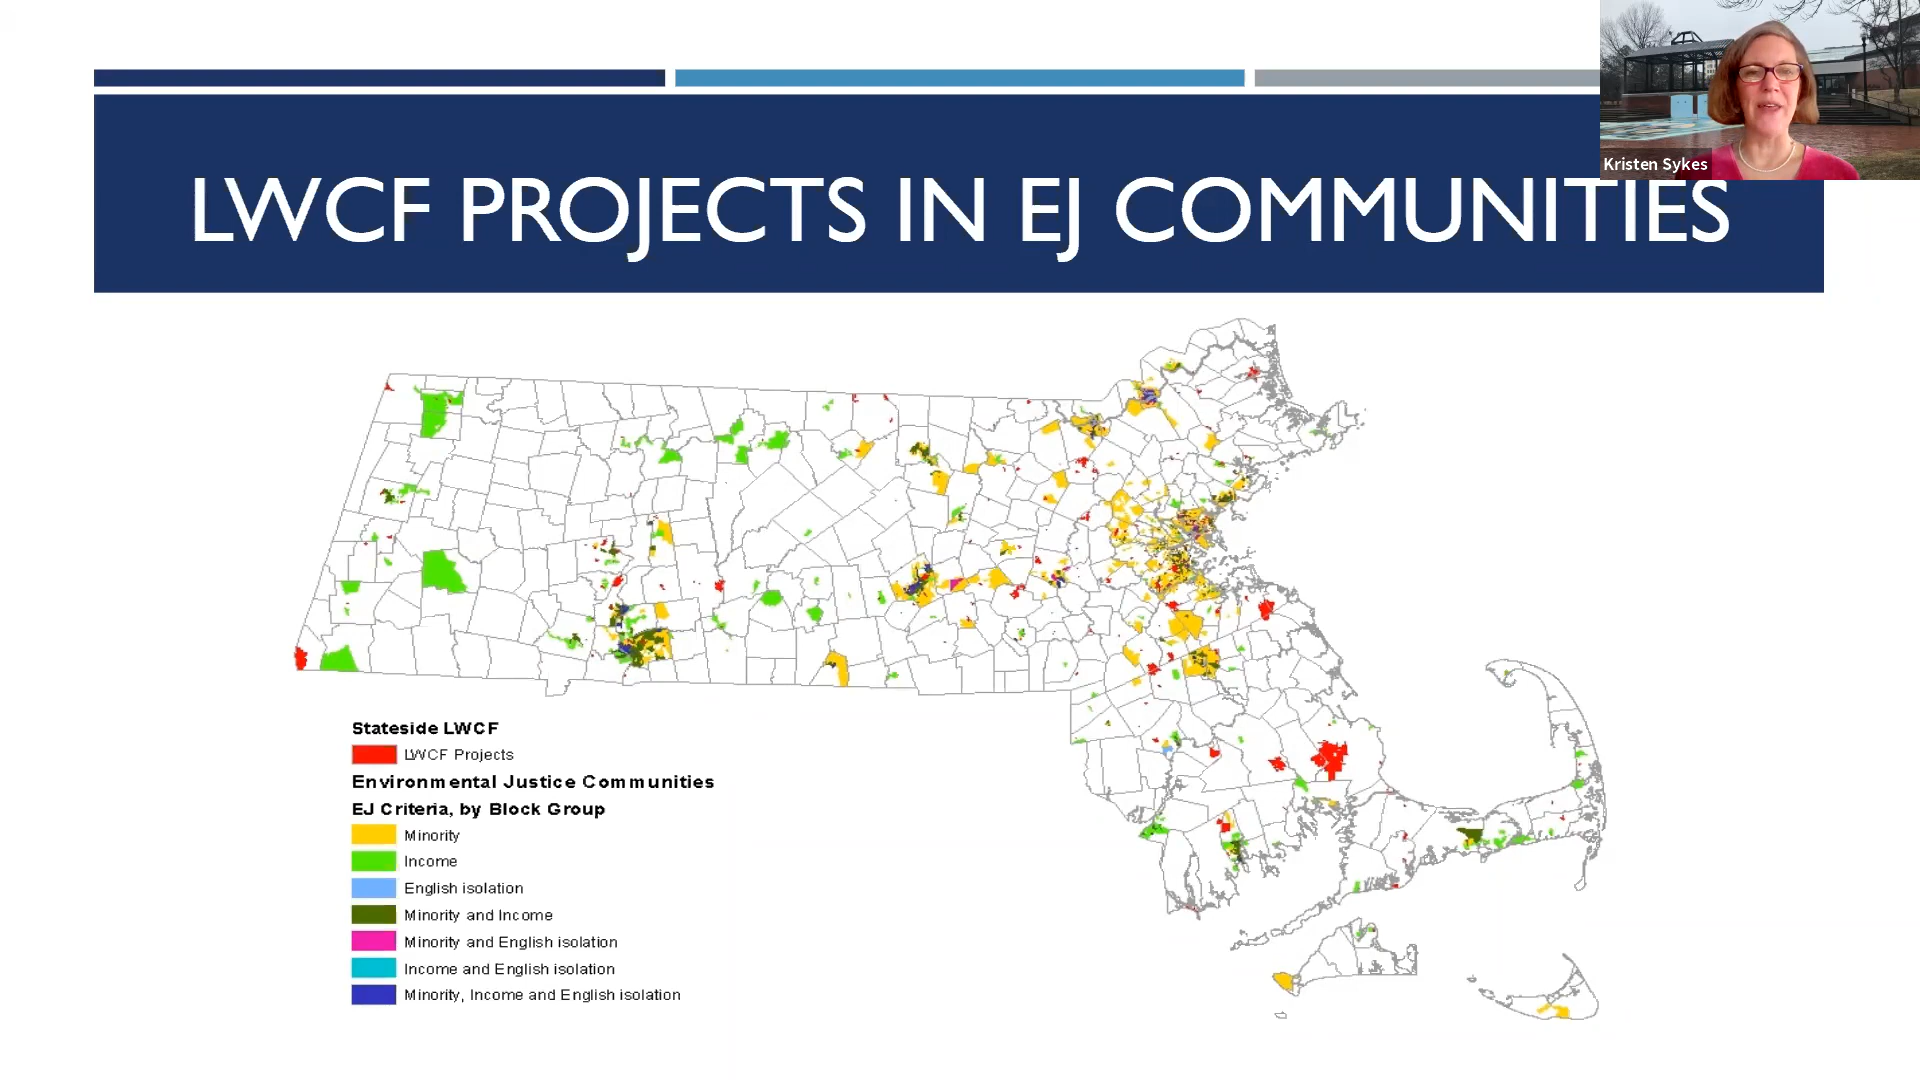 Kristen Sykes
LWCF PROJECTS IN EJ COMMUNITIES
Stateside LWCF
LWCF Projects
Environmental Justice Communities
EJ Criteria, by Block Group
Minority
Income
English isolation
Minority and Income
Minority and English isolation
Income and English isolation
Minority, Income and English isolation